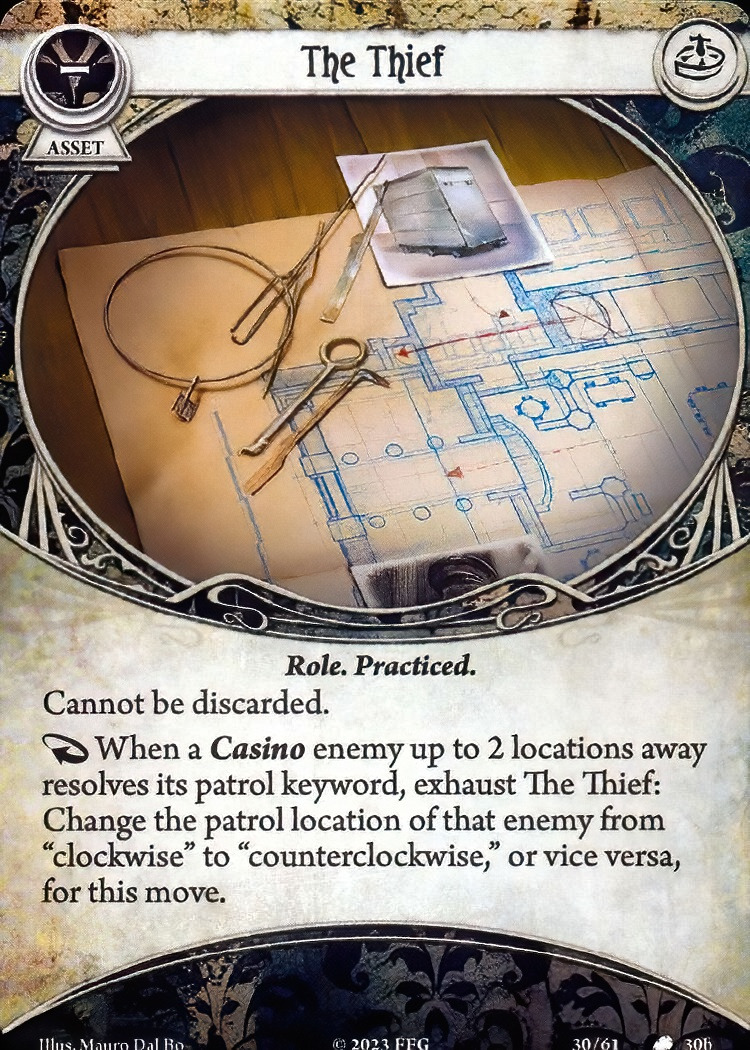 The Thief
ASSET
Role. Practiced.
Cannot be discarded.
When a Casino enemy up to 2 locations away
resolves its patrol keyword, exhaust The Thief:
Change the patrol location of that enemy from
“clockwise” to “counterclockwise,” or vice versa,
for this move.
Illus. Mauro Dal Bo © 2023 FFG 30/61 30b